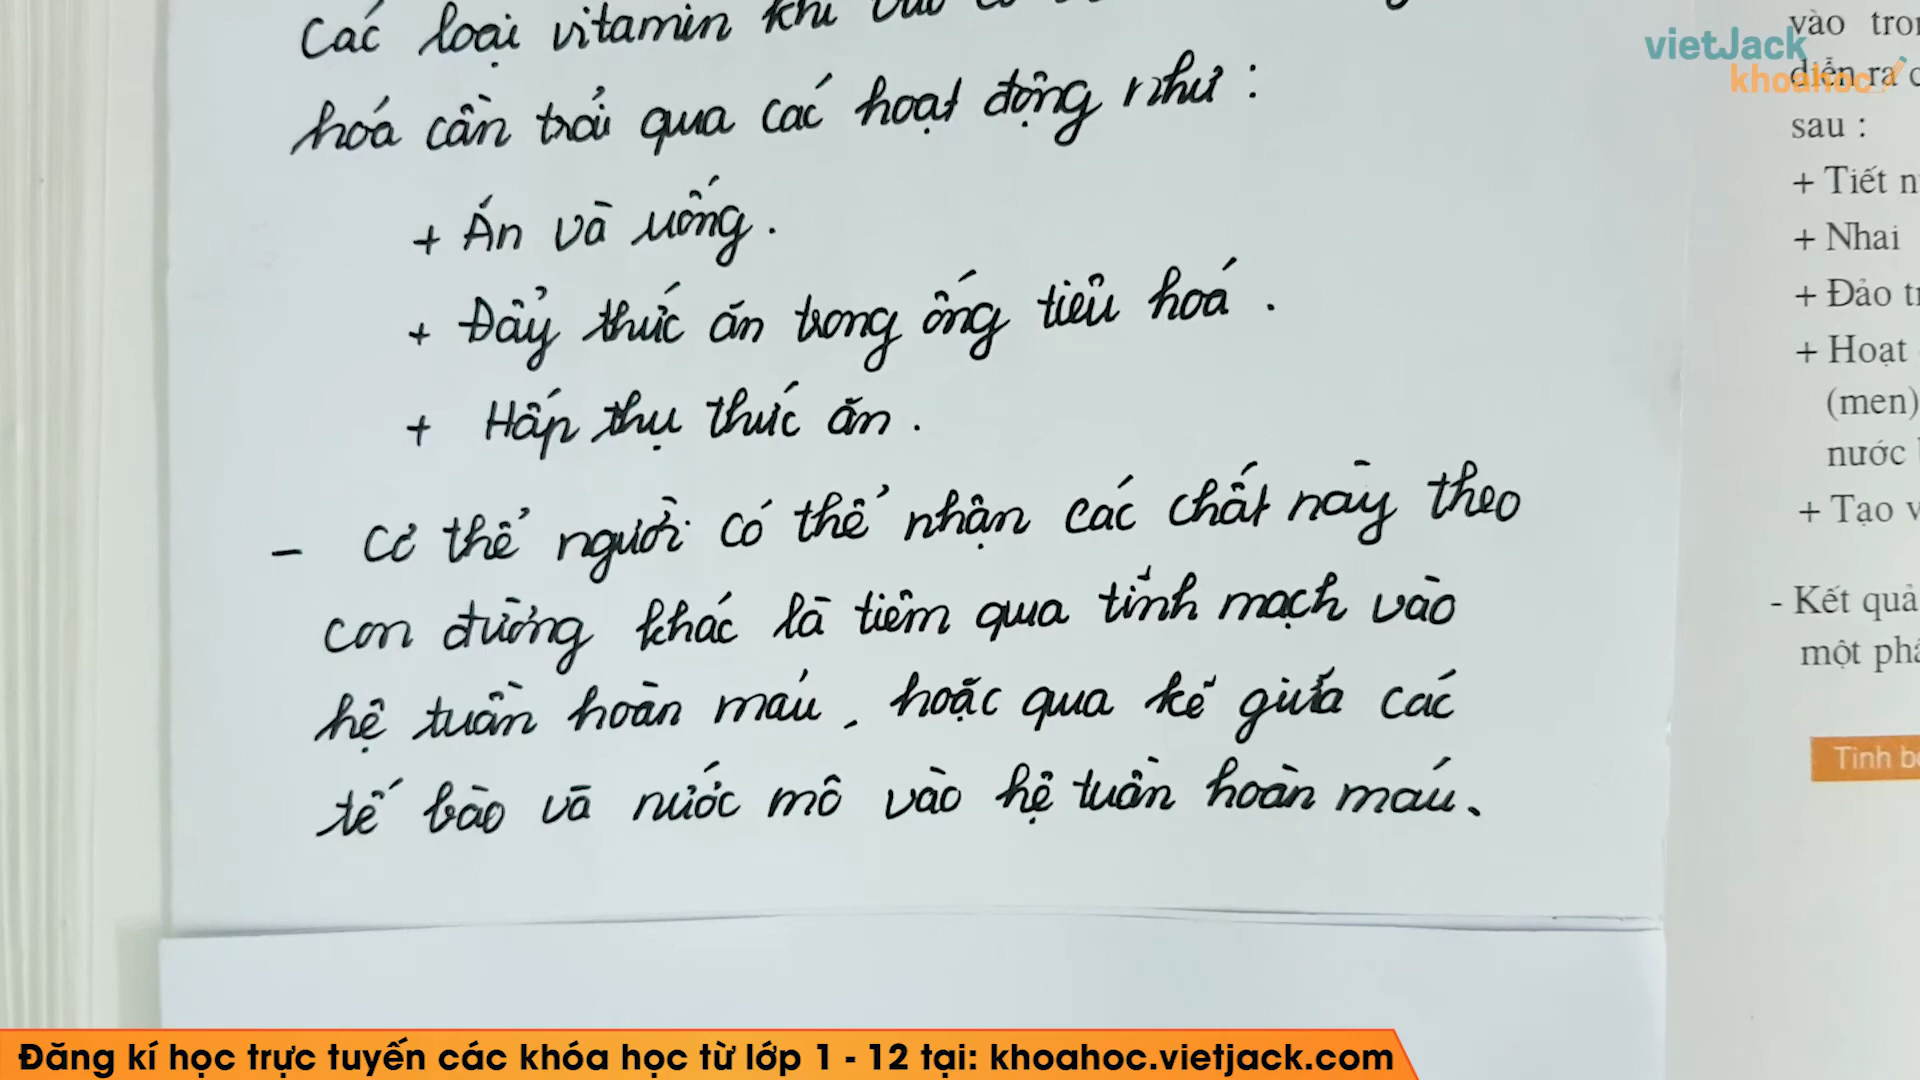 Các loại vitamin khi vào
hoá cần trải qua các hoạt động như :
+ Ăn và uống .
+ Đẩy thức ăn trong ống tiêu hoá .
+ Hấp thụ thức ăn .
- Cơ thể người có thể nhận các chất này theo
con đường khác là tiêm qua tĩnh mạch vào
hệ tuần hoàn máu , hoặc qua kẽ giữa các
tế bào và nước mô vào hệ tuần hoàn máu.
vào
diễn ra
sau :
+ Tiết
+ Nhai
+ Đảo
+ Hoạt
(men)
nước
+ Tạo
- Kết quả
một
Tinh
vietJack
khoahoc
Đăng kí học trực tuyến các khóa học từ lớp 1 - 12 tại: khoahoc.vietjack.com